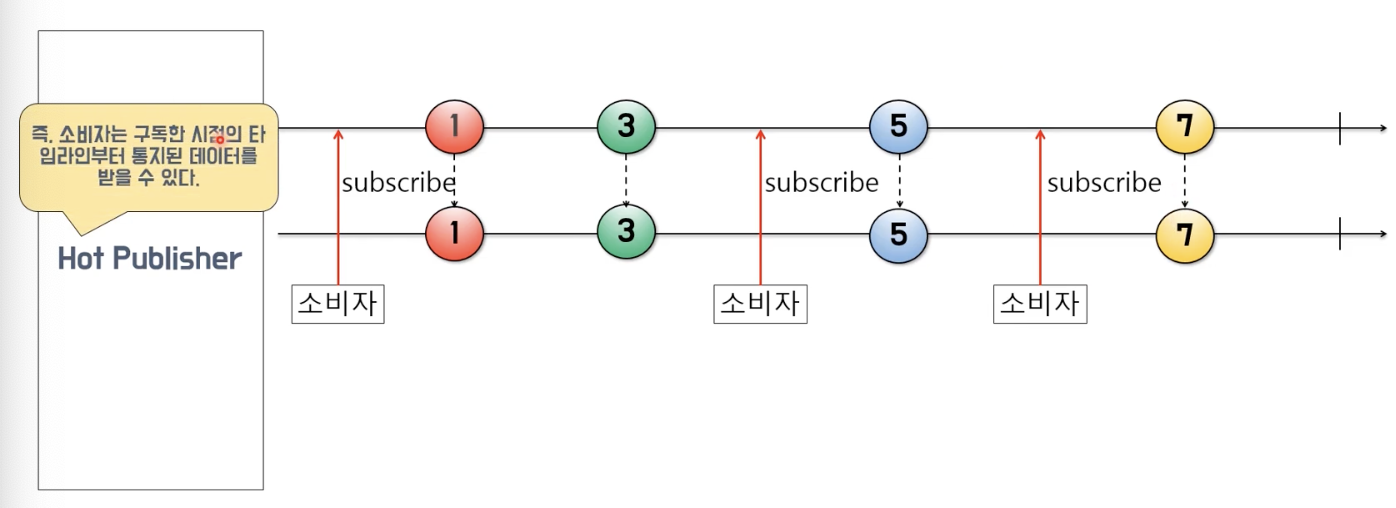 즉, 소비자는 구독한 시점의 타
임라인부터 통지된 데이터를
받을 수 있다.
Hot Publisher
1 3 5 7
subscribe subscribe subscribe
1 3 5 7
소비자 소비자 소비자